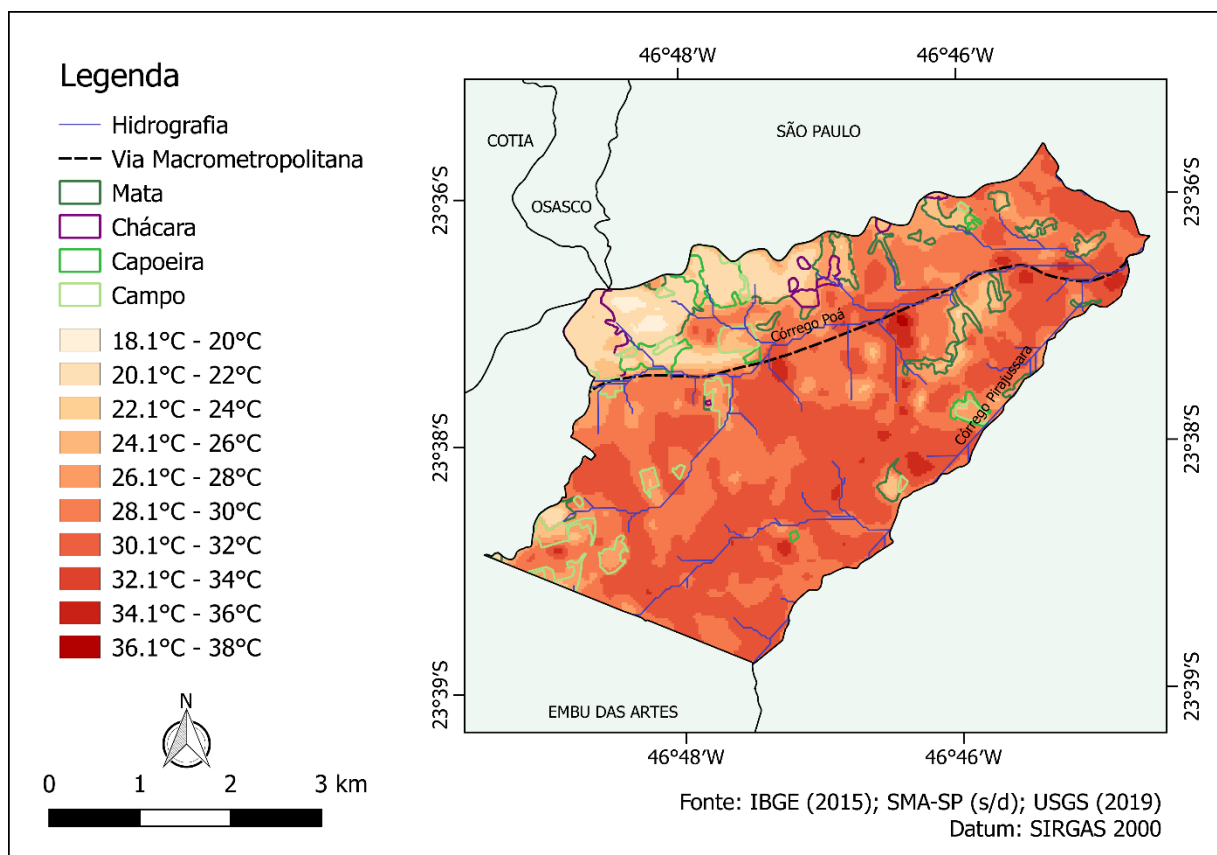 Legenda
Hidrografia
Via Macrometropolitana
Mata
Chácara
Capoeira
Campo
18.1°C - 20°C
20.1°C - 22°C
22.1°C - 24°C
24.1°C - 26°C
26.1°C - 28°C
28.1°C - 30°C
30.1°C - 32°C
32.1°C - 34°C
34.1°C - 36°C
36.1°C - 38°C
N
0 1 2 3 km
46°48′W 46°46′W
23°36′S 23°36′S
COTIA
SÃO PAULO
OSASCO
Córrego Poá
Córrego Pirajussara
23°38′S 23°38′S
23°39′S 23°39′S
EMBU DAS ARTES
46°48′W 46°46′W
Fonte: IBGE (2015); SMA-SP (s/d); USGS (2019)
Datum: SIRGAS 2000